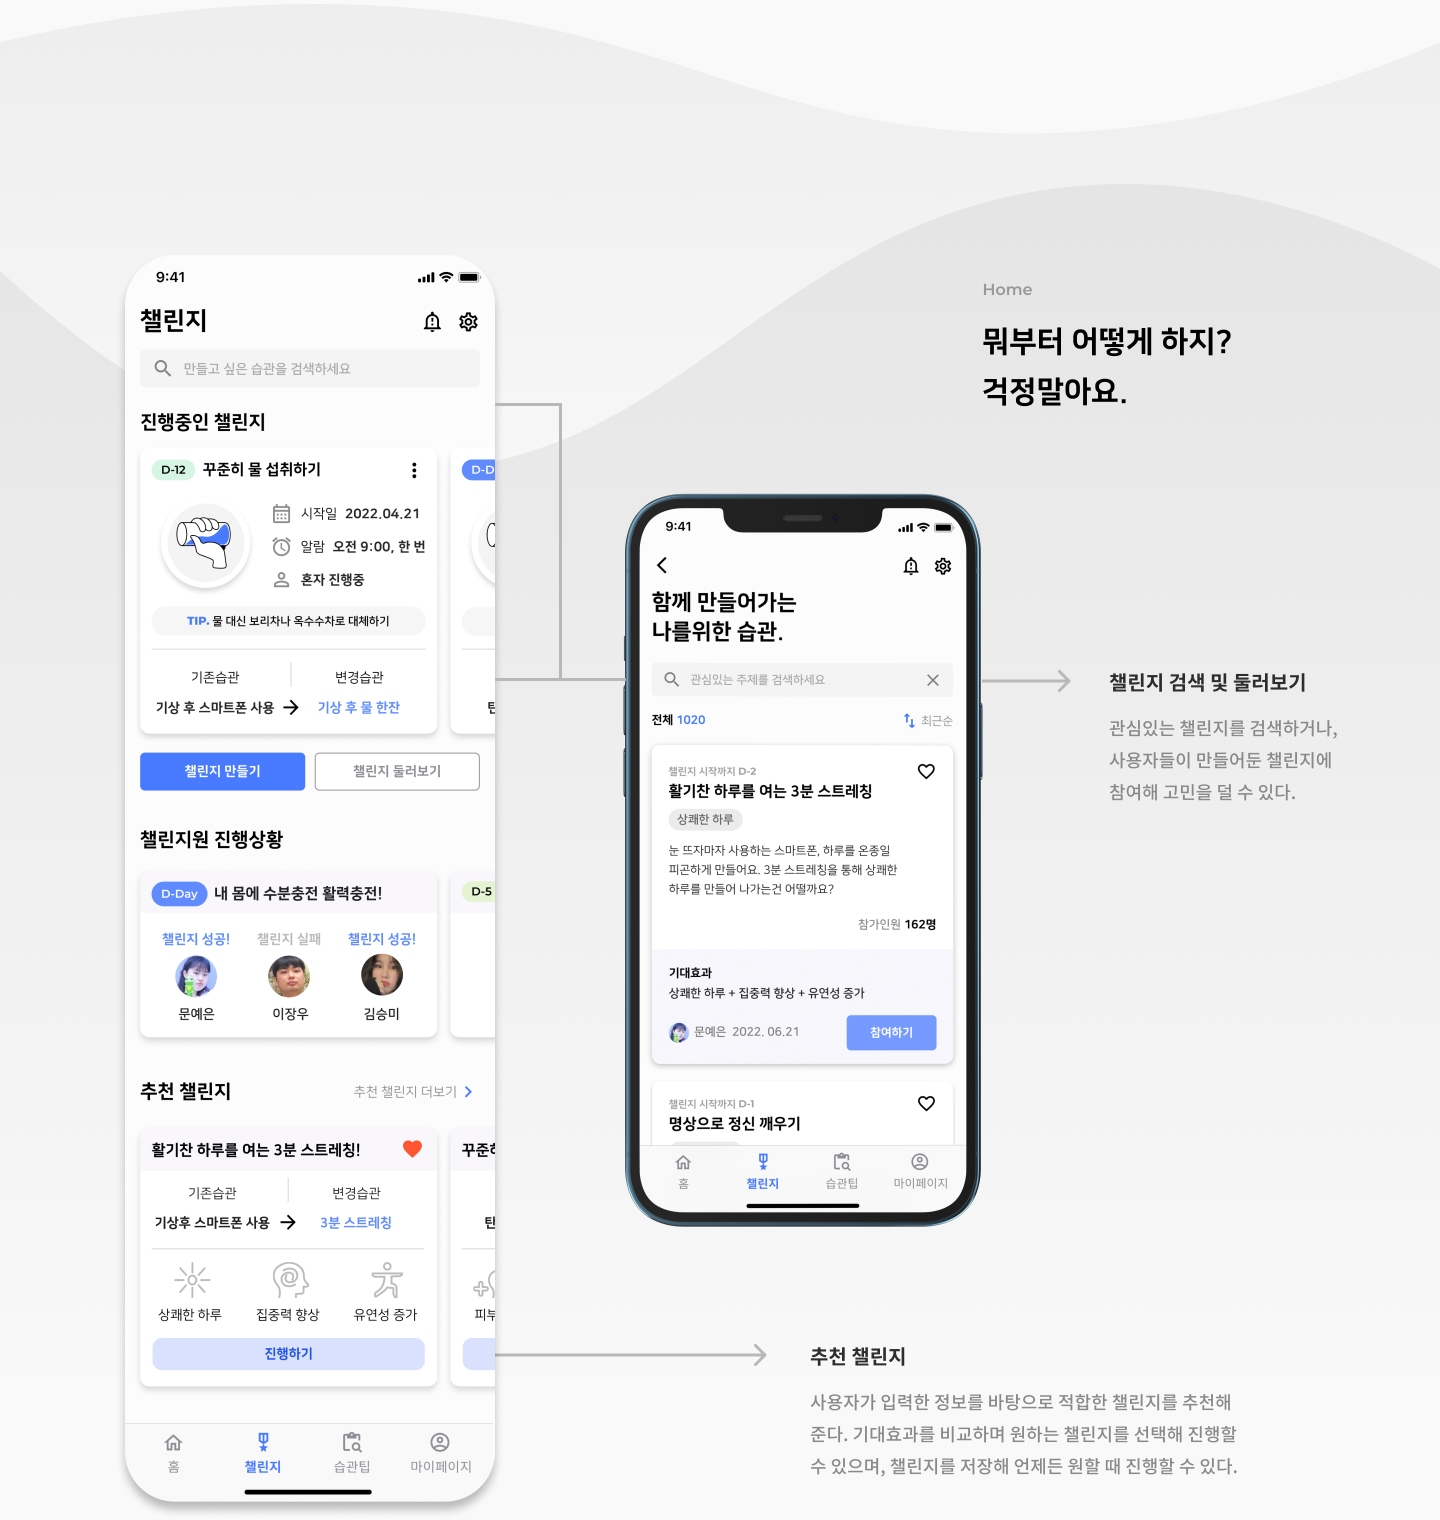 Home
뭐부터 어떻게 하지?
걱정말아요.
9:41
챌린지
만들고 싶은 습관을 검색하세요
진행중인 챌린지
D-12 꾸준히 물 섭취하기
시작일 2022.04.21
알람 오전 9:00, 한 번
혼자 진행중
TIP. 물 대신 보리차나 옥수수차로 대체하기
기존습관 변경습관
기상 후 스마트폰 사용 기상 후 물 한잔
챌린지 만들기 챌린지 둘러보기
챌린지원 진행상황
D-Day 내 몸에 수분충전 활력충전!
D-5
챌린지 성공! 챌린지 실패 챌린지 성공!
문예은 이장우 김승미
추천 챌린지 추천 챌린지 더보기
활기찬 하루를 여는 3분 스트레칭!
기존습관 변경습관
기상후 스마트폰 사용 3분 스트레칭
상쾌한 하루 집중력 향상 유연성 증가
진행하기
홈 챌린지 습관팁 마이페이지
9:41
함께 만들어가는
나를위한 습관.
관심있는 주제를 검색하세요
전체 1020 최근순
챌린지 시작까지 D-2
활기찬 하루를 여는 3분 스트레칭
상쾌한 하루
눈 뜨자마자 사용하는 스마트폰, 하루를 온종일
피곤하게 만들어요. 3분 스트레칭을 통해 상쾌한
하루를 만들어 나가는건 어떨까요?
참가인원 162명
기대효과
상쾌한 하루 + 집중력 향상 + 유연성 증가
문예은 2022. 06.21 참여하기
챌린지 시작까지 D-1
명상으로 정신 깨우기
홈 챌린지 습관팁 마이페이지
챌린지 검색 및 둘러보기
관심있는 챌린지를 검색하거나,
사용자들이 만들어둔 챌린지에
참여해 고민을 덜 수 있다.
추천 챌린지
사용자가 입력한 정보를 바탕으로 적합한 챌린지를 추천해
준다. 기대효과를 비교하며 원하는 챌린지를 선택해 진행할
수 있으며, 챌린지를 저장해 언제든 원할 때 진행할 수 있다.